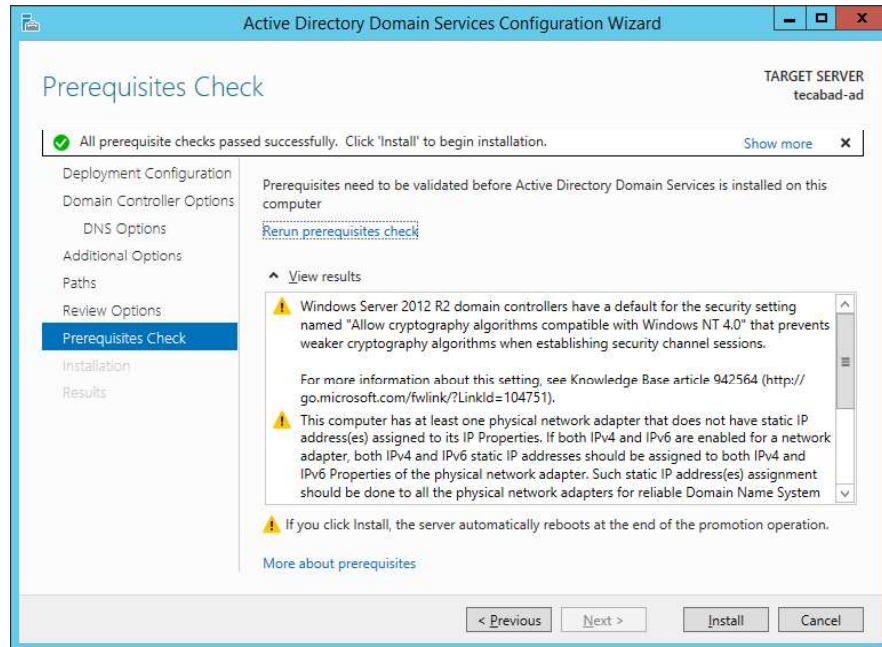 Active Directory Domain Services Configuration Wizard
Prerequisites Check
TARGET SERVER
tecabad-ad
All prerequisite checks passed successfully. Click 'Install' to begin installation.
Show more
Deployment Configuration
Domain Controller Options
DNS Options
Additional Options
Paths
Review Options
Prerequisites Check
Installation
Results
Prerequisites need to be validated before Active Directory Domain Services is installed on this
computer
Rerun prerequisites check
View results
Windows Server 2012 R2 domain controllers have a default for the security setting
named "Allow cryptography algorithms compatible with Windows NT 4.0" that prevents
weaker cryptography algorithms when establishing security channel sessions.
For more information about this setting, see Knowledge Base article 942564 (http://
go.microsoft.com/fwlink/?LinkId=104751).
This computer has at least one physical network adapter that does not have static IP
address(es) assigned to its IP Properties. If both IPv4 and IPv6 are enabled for a network
adapter, both IPv4 and IPv6 static IP addresses should be assigned to both IPv4 and
IPv6 Properties of the physical network adapter. Such static IP address(es) assignment
should be done to all the physical network adapters for reliable Domain Name System
If you click Install, the server automatically reboots at the end of the promotion operation.
More about prerequisites
< Previous
Next >
Install
Cancel